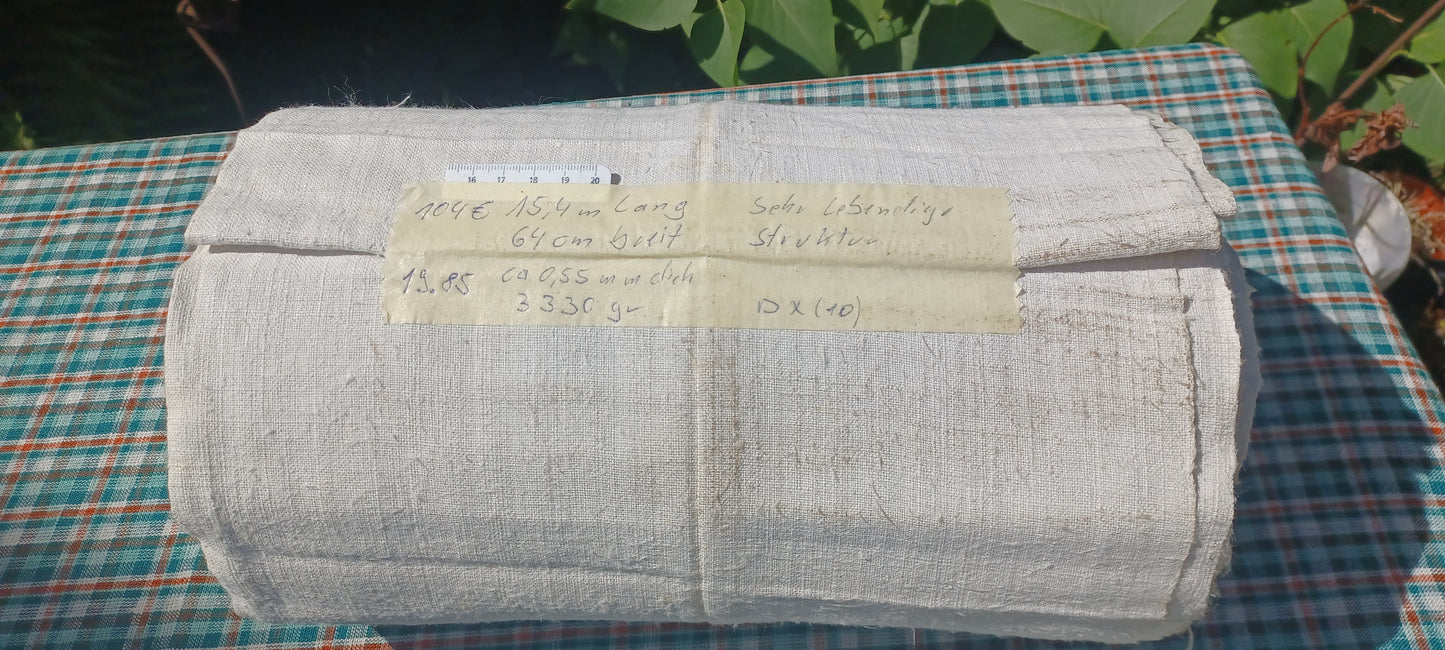 16 17 18 19 20
104€ 15,4 m Lang
64 cm breit
19.85 ca 0,55 mm dick
3330 gr
Sehr Lebendige
Struktur
D X (10)